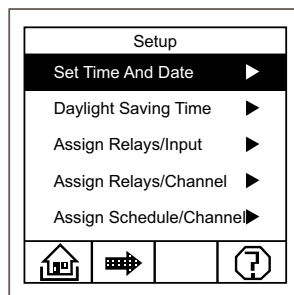 Setup
Set Time And Date
Daylight Saving Time
Assign Relays/Input
Assign Relays/Channel
Assign Schedule/Channel
?